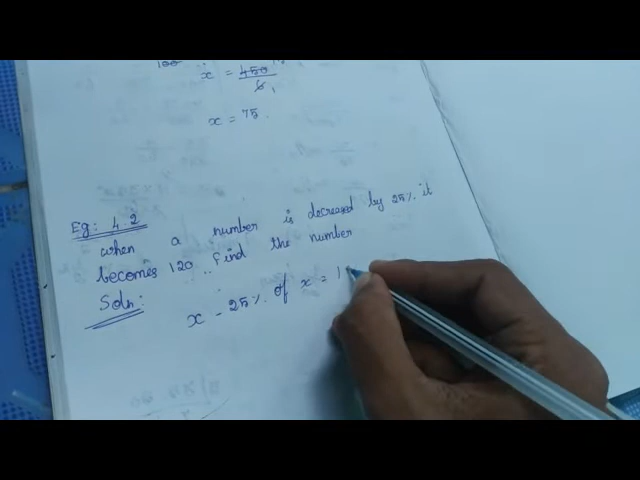 x = 450
6
x = 75.
Eg: 4.2
when a number is decreased by 25% it
becomes 120. Find the number
Soln:
x - 25% of x = 1